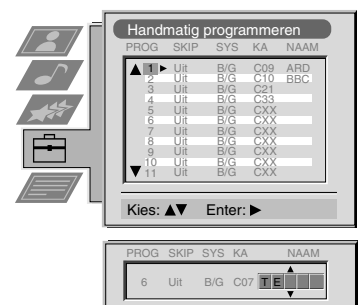 Handmatig programmeren
PROG SKIP SYS KA NAAM
1 Uit B/G C09 ARD
2 Uit B/G C10 BBC
3 Uit B/G C21
4 Uit B/G C33
5 Uit B/G CXX
6 Uit B/G CXX
7 Uit B/G CXX
8 Uit B/G CXX
9 Uit B/G CXX
10 Uit B/G CXX
11 Uit B/G CXX
Kies: ▲▼ Enter: ▶
PROG SKIP SYS KA NAAM
6 Uit B/G C07 T E